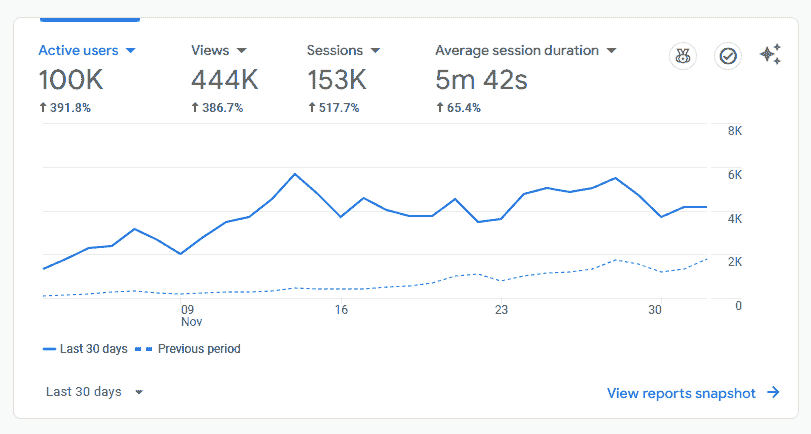 Active users Views Sessions Average session duration
100K 444K 153K 5m 42s
↑ 391.8% ↑ 386.7% ↑ 517.7% ↑ 65.4%
8K
6K
4K
2K
0
09 16 23 30
Nov
Last 30 days Previous period
Last 30 days
View reports snapshot →